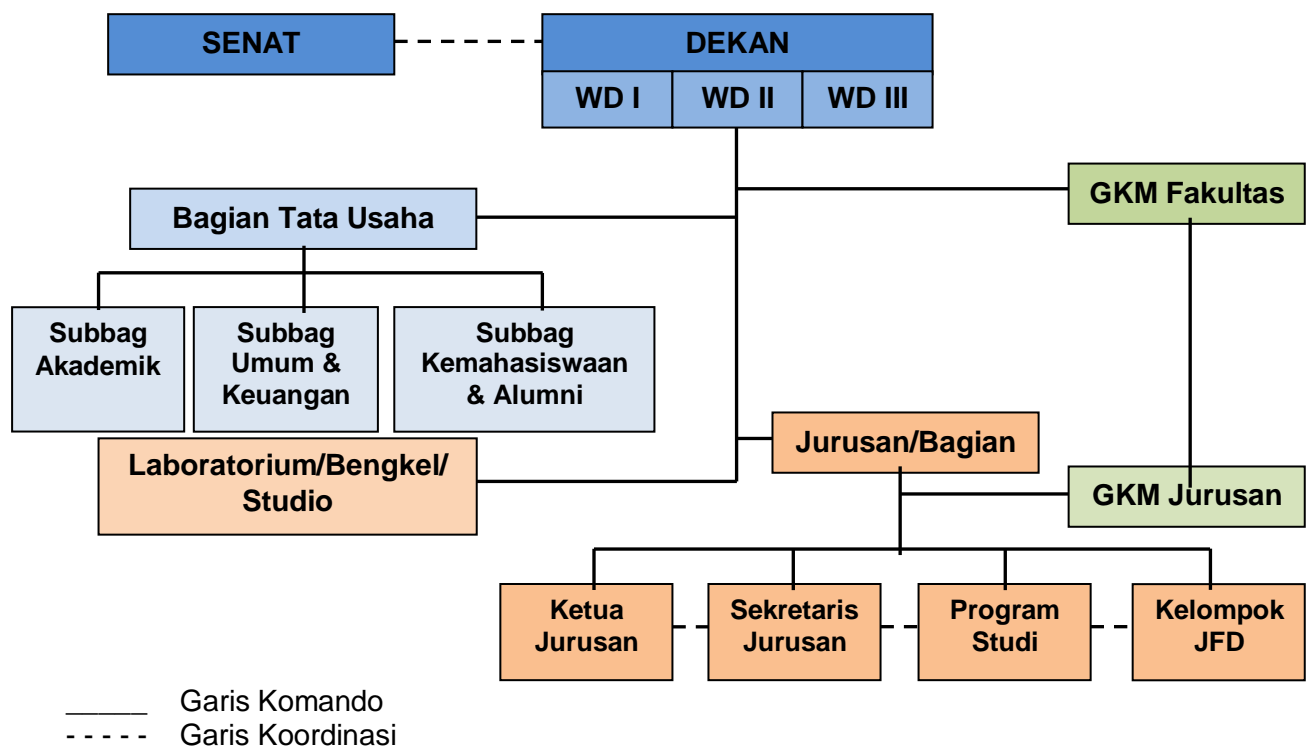 SENAT
DEKAN
WD I
WD II
WD III
GKM Fakultas
Bagian Tata Usaha
Subbag
Akademik
Subbag
Umum &
Keuangan
Subbag
Kemahasiswaan
& Alumni
Jurusan/Bagian
Laboratorium/Bengkel/
Studio
GKM Jurusan
Ketua
Jurusan
Sekretaris
Jurusan
Program
Studi
Kelompok
JFD
_____ Garis Komando
- - - - - Garis Koordinasi